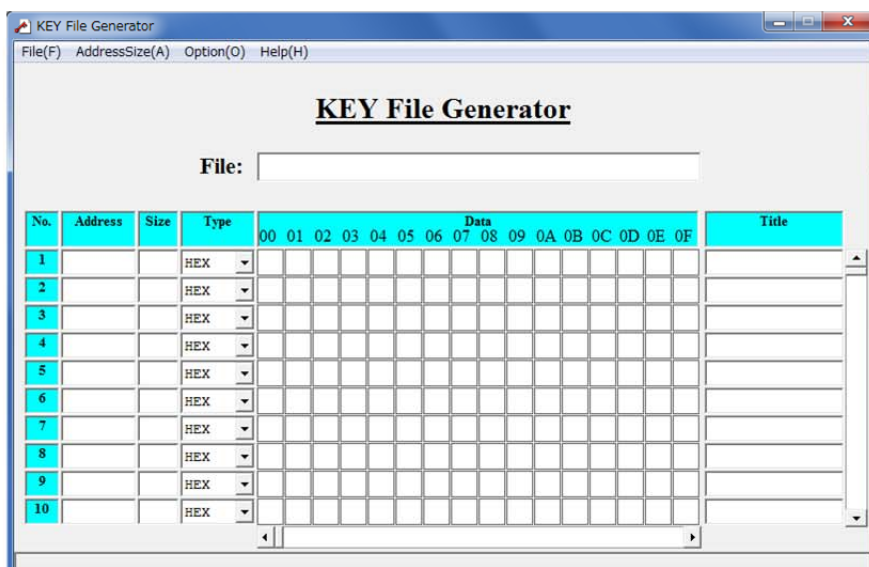 KEY File Generator
File(F) AddressSize(A) Option(O) Help(H)
KEY File Generator
File:
No. Address Size Type Data Title
00 01 02 03 04 05 06 07 08 09 0A 0B 0C 0D 0E 0F
1 HEX
2 HEX
3 HEX
4 HEX
5 HEX
6 HEX
7 HEX
8 HEX
9 HEX
10 HEX